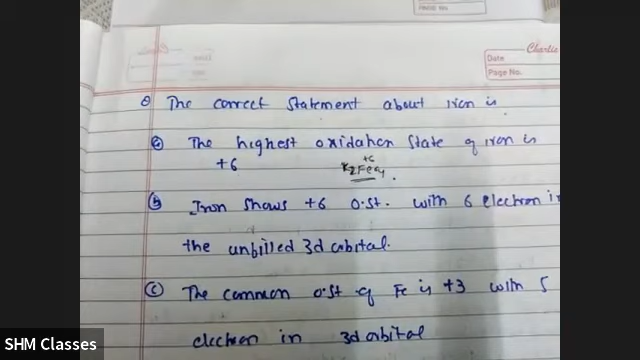 Charlie
Date
Page No.
θ The correct statement about iron is
ⓐ The highest oxidation state of iron is
+6
+6
K2FeO4.
ⓑ Iron shows +6 O.St. with 6 electron in
the unbilled 3d orbital.
ⓒ The common o.st of Fe is +3 with 5
electron in 3d orbital
SHM Classes